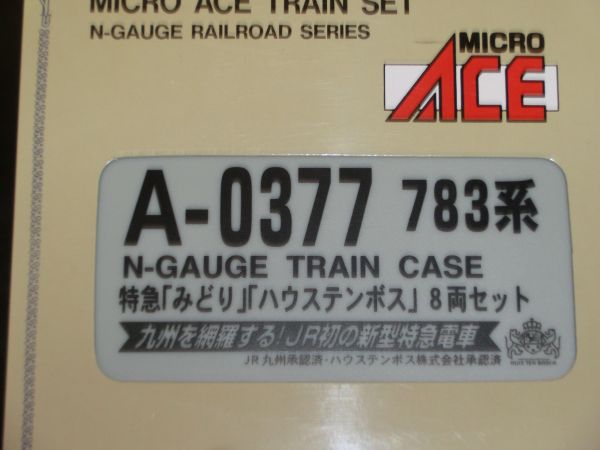 MICRO ACE TRAIN SET
N-GAUGE RAILROAD SERIES
MICRO
ACE
A-0377 783系
N-GAUGE TRAIN CASE
特急「みどり」「ハウステンボス」8両セット
九州を網羅する!JR初の新型特急電車
JR九州承認済・ハウステンボス株式会社承認済
HUIS TEN BOSCH